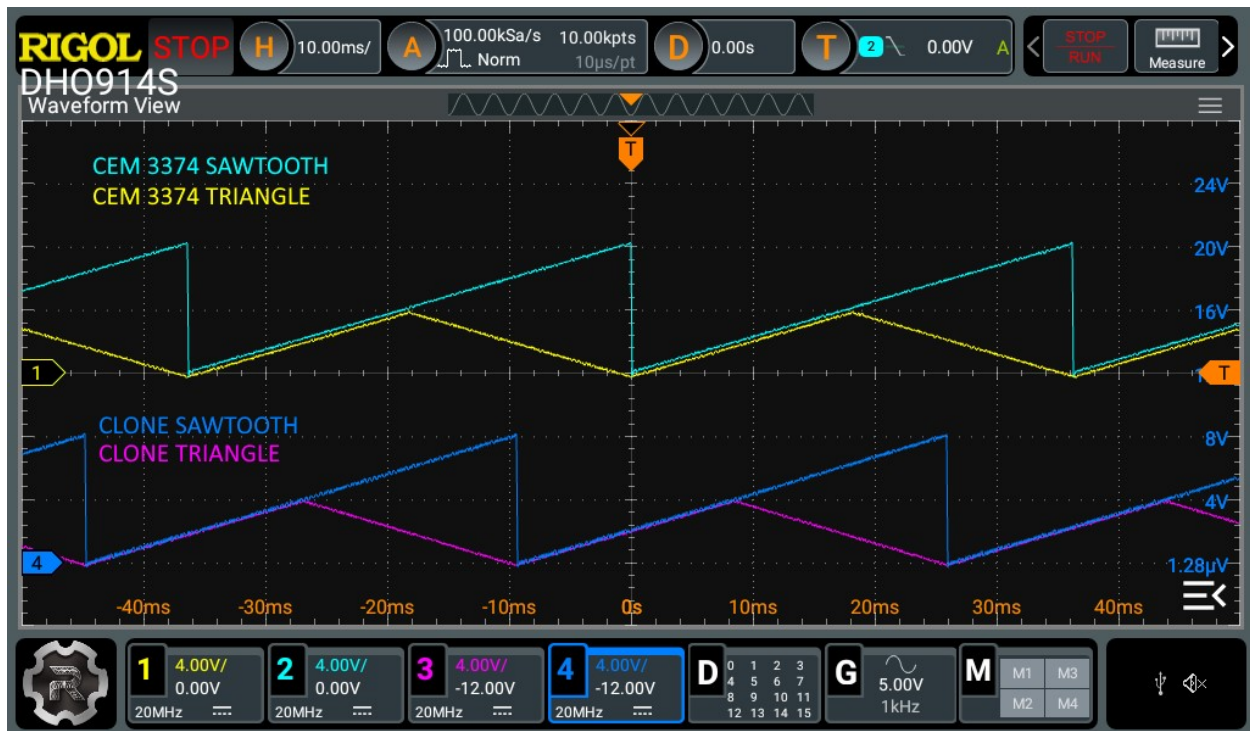 RIGOL STOP H 10.00ms/ A 100.00kSa/s 10.00kpts D 0.00s T 2 0.00V A STOP
Norm 10µs/pt RUN Measure
DHO914S
Waveform View
T
CEM 3374 SAWTOOTH
CEM 3374 TRIANGLE
24V
20V
16V
1 T
CLONE SAWTOOTH
CLONE TRIANGLE
8V
4V
4 1.28µV
-40ms -30ms -20ms -10ms 0s 10ms 20ms 30ms 40ms
1 4.00V/ 2 4.00V/ 3 4.00V/ 4 4.00V/ D 0 1 2 3 G M M1 M3
0.00V 0.00V -12.00V -12.00V 4 5 6 7 5.00V
8 9 10 11 1kHz M2 M4
20MHz 20MHz 20MHz 20MHz 12 13 14 15
R